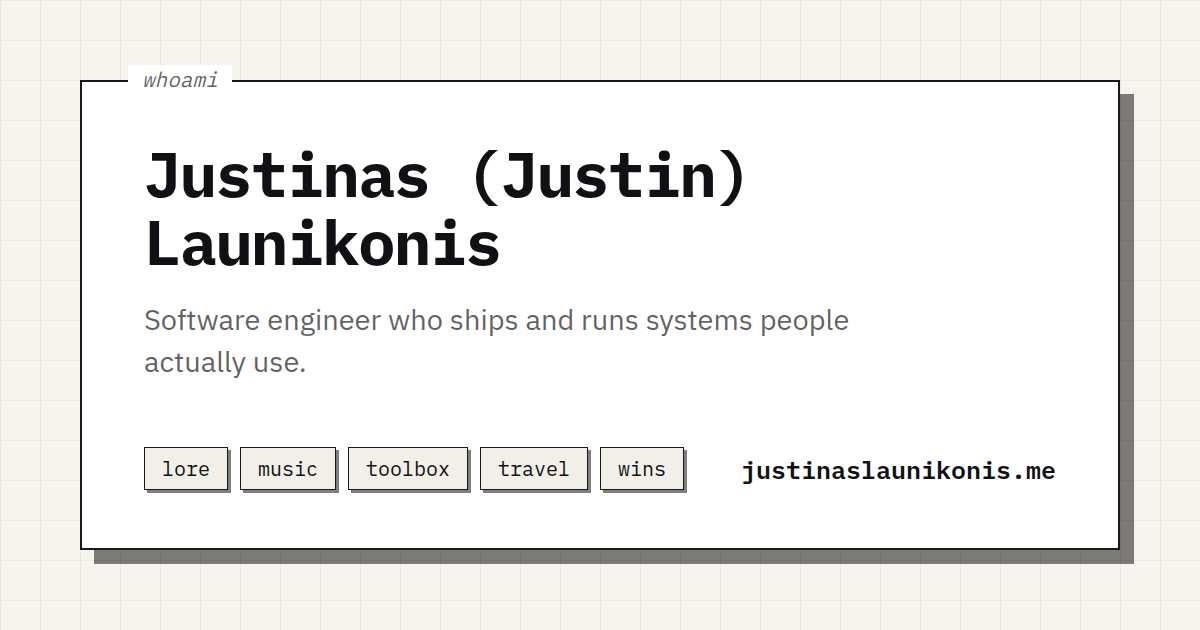 whoami
Justinas (Justin)
Launikonis
Software engineer who ships and runs systems people
actually use.
lore music toolbox travel wins justinaslaunikonis.me